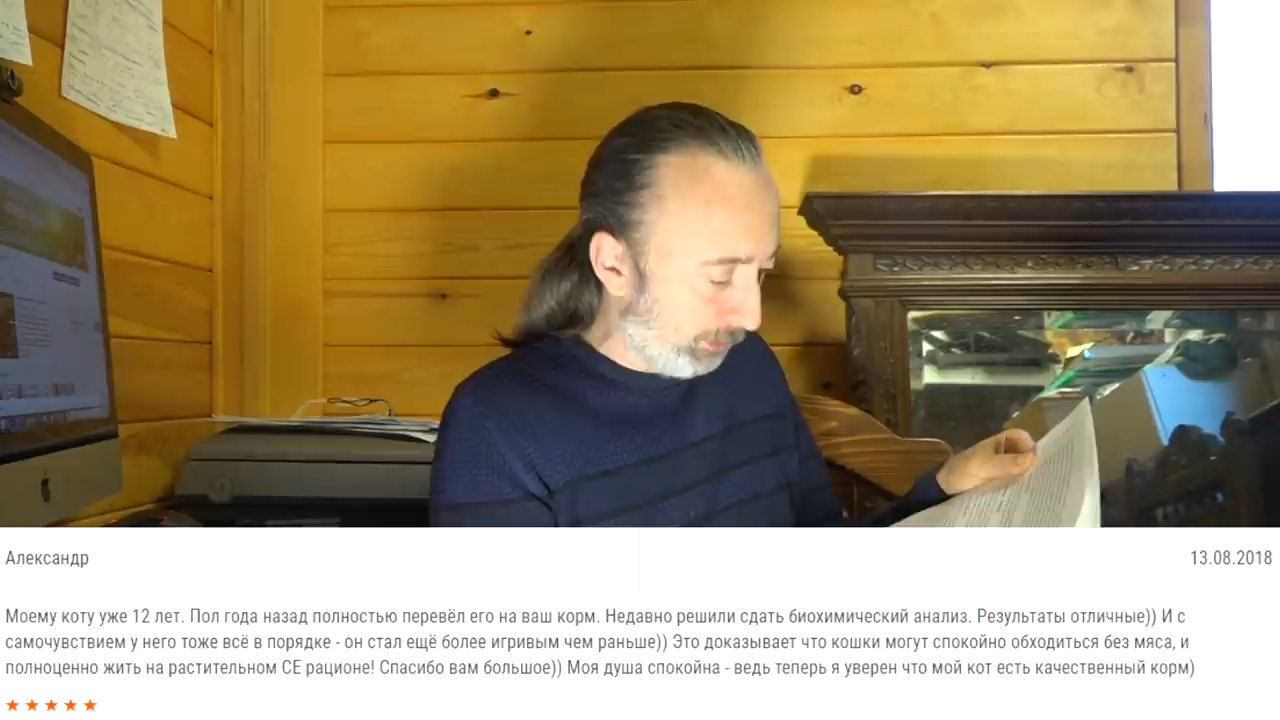 Александр
13.08.2018
Моему коту уже 12 лет. Пол года назад полностью перевёл его на ваш корм. Недавно решили сдать биохимический анализ. Результаты отличные)) И с
самочувствием у него тоже всё в порядке - он стал ещё более игривым чем раньше)) Это доказывает что кошки могут спокойно обходиться без мяса, и
полноценно жить на растительном СЕ рационе! Спасибо вам большое)) Моя душа спокойна - ведь теперь я уверен что мой кот есть качественный корм)